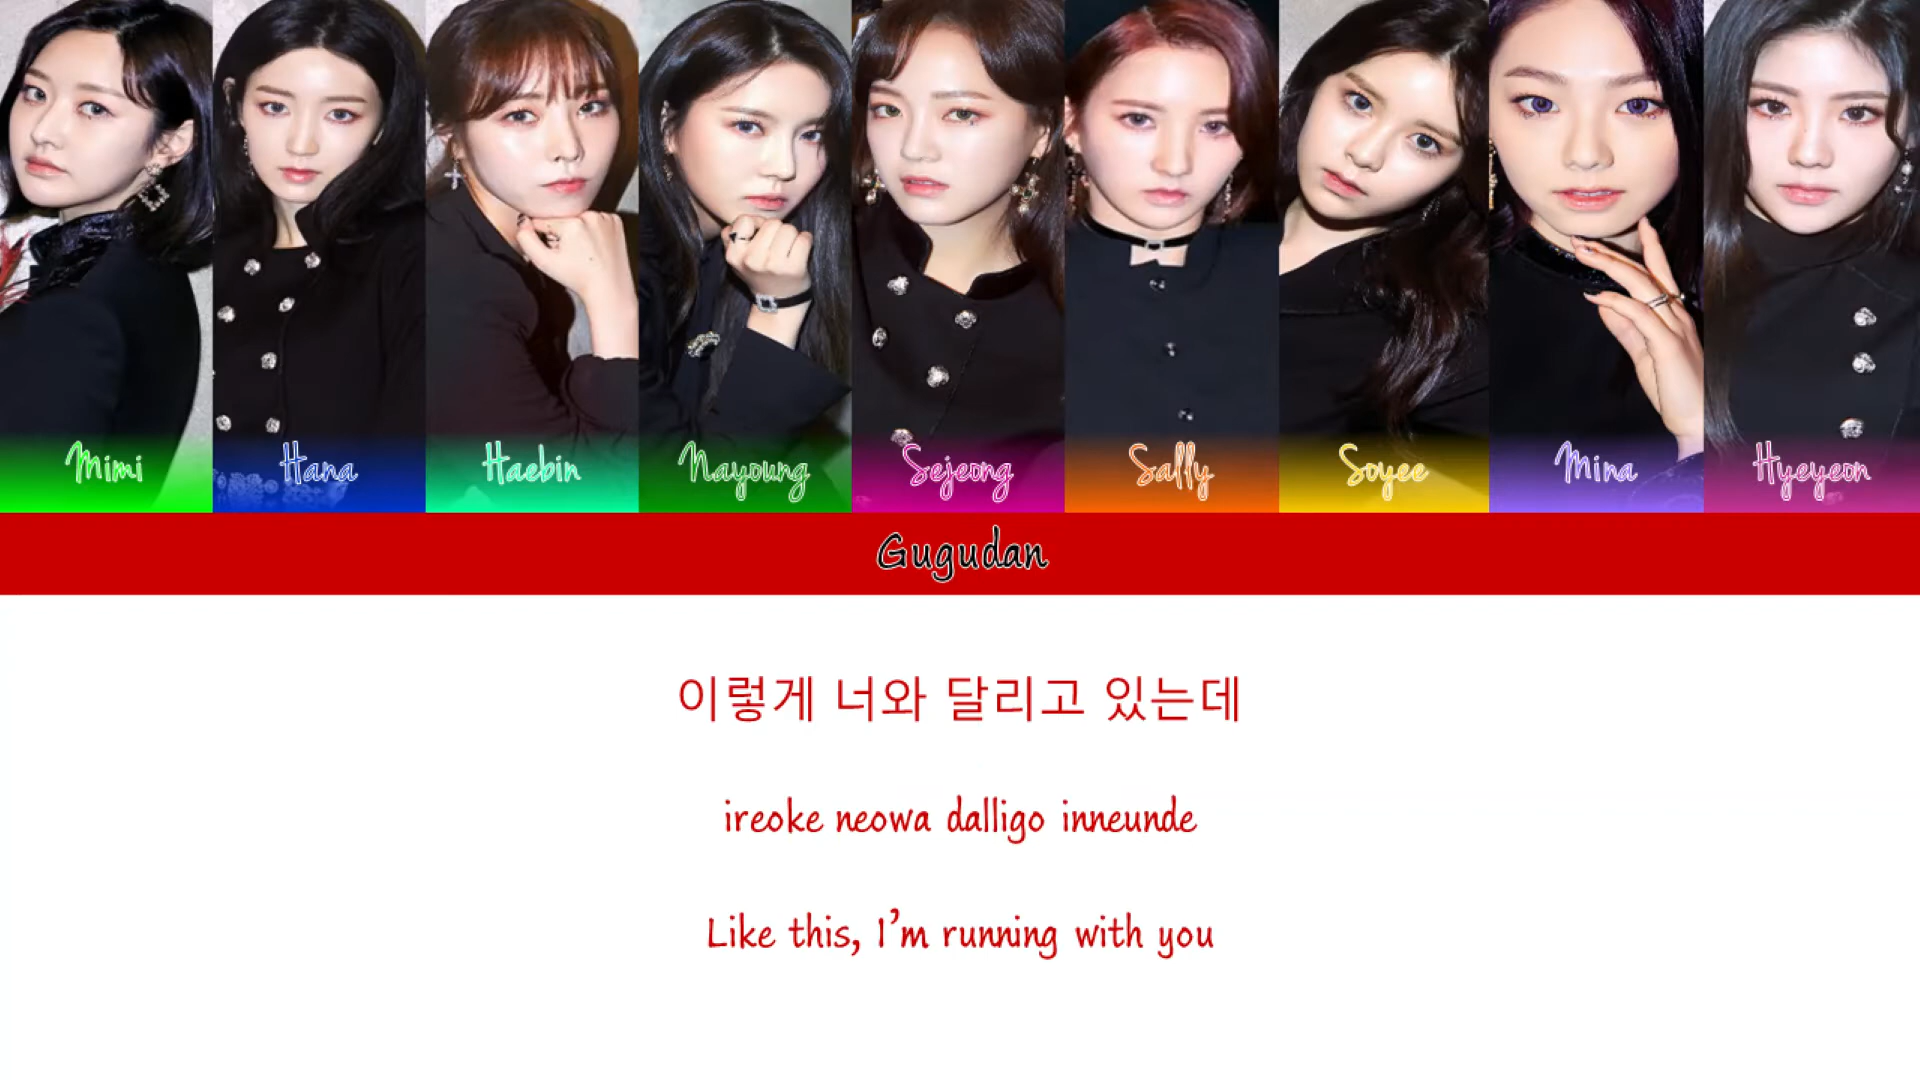 Mimi Hana Haebin Nayoung Sejeong Sally Soyee Mina Hyeyeon
Gugudan
이렇게 너와 달리고 있는데
ireoke neowa dalligo inneunde
Like this, I'm running with you